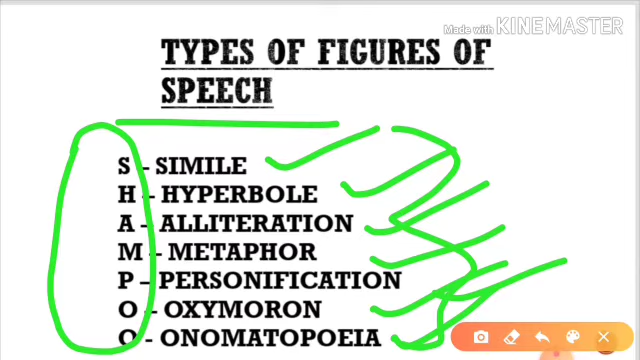 Made with KINEMASTER
TYPES OF FIGURES OF
SPEECH
S – SIMILE
H – HYPERBOLE
A – ALLITERATION
M – METAPHOR
P – PERSONIFICATION
O – OXYMORON
O – ONOMATOPOEIA